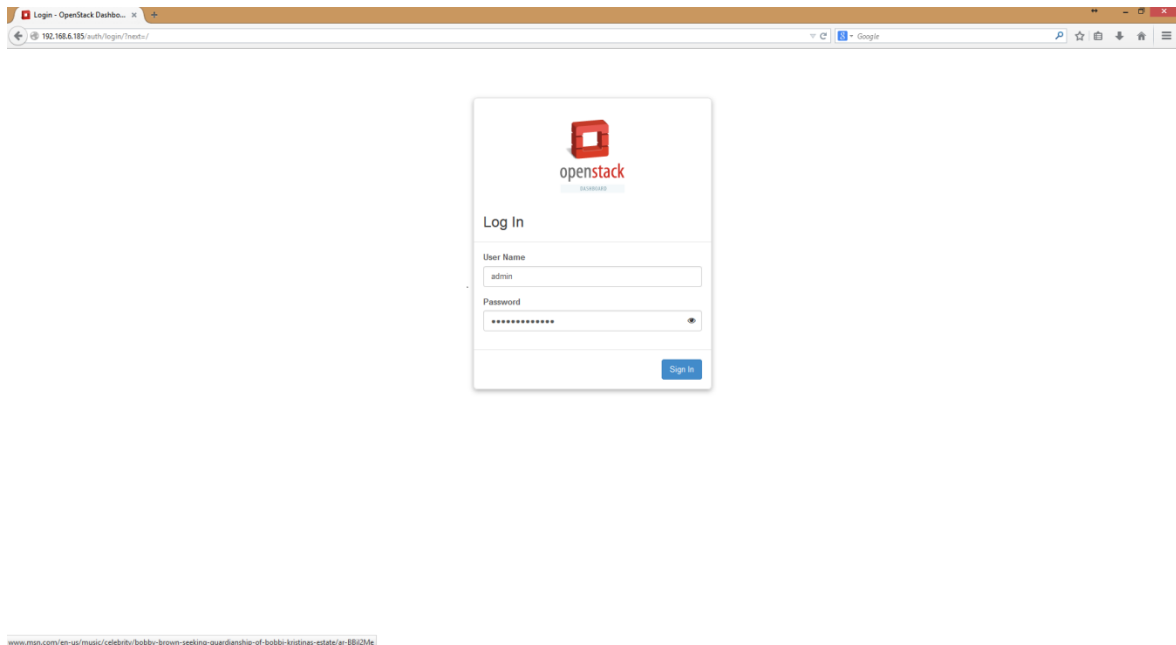 Login - OpenStack Dashbo...
192.168.6.185/auth/login/?next=/
Google
openstack
DASHBOARD
Log In
User Name
admin
Password
Sign In
www.msn.com/en-us/music/celebrity/bobby-brown-seeking-guardianship-of-bobbi-kristinas-estate/ar-BBil2Me